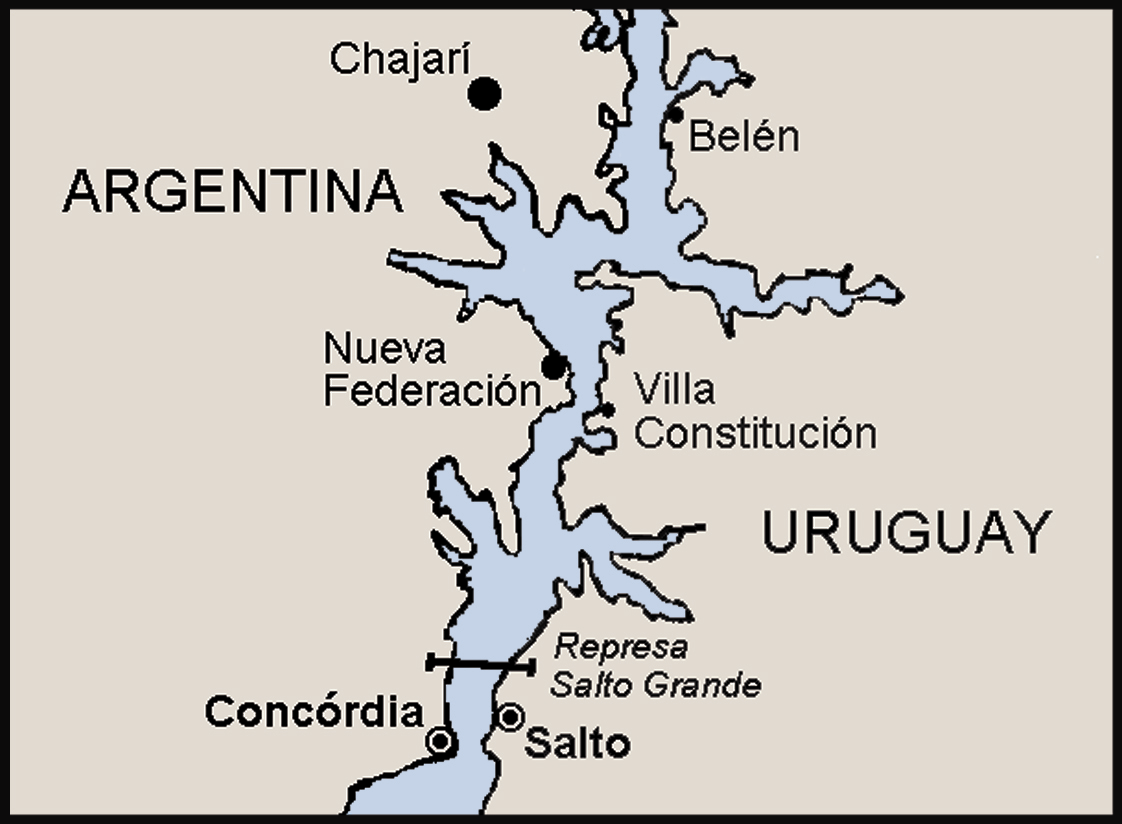 Chajarí
Belén
ARGENTINA
Nueva
Federación
Villa
Constitución
URUGUAY
Represa
Salto Grande
Concórdia
Salto